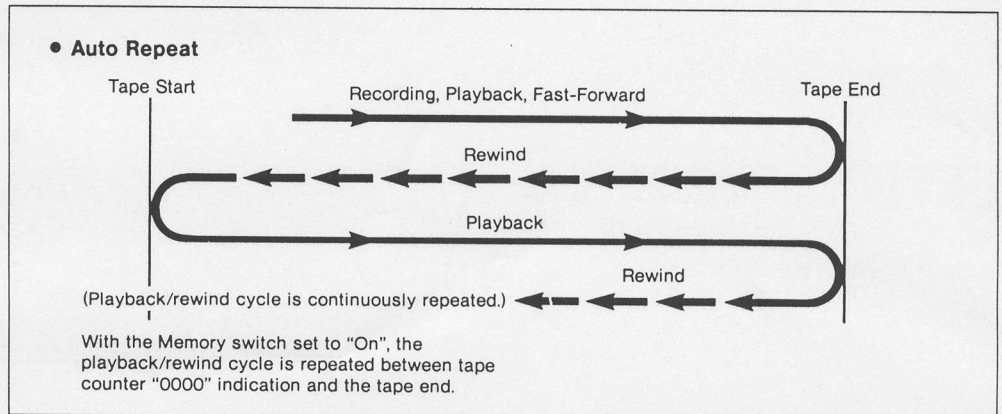 ● Auto Repeat
Tape Start
Recording, Playback, Fast-Forward
Tape End
Rewind
Playback
Rewind
(Playback/rewind cycle is continuously repeated.)
With the Memory switch set to “On”, the
playback/rewind cycle is repeated between tape
counter “0000” indication and the tape end.